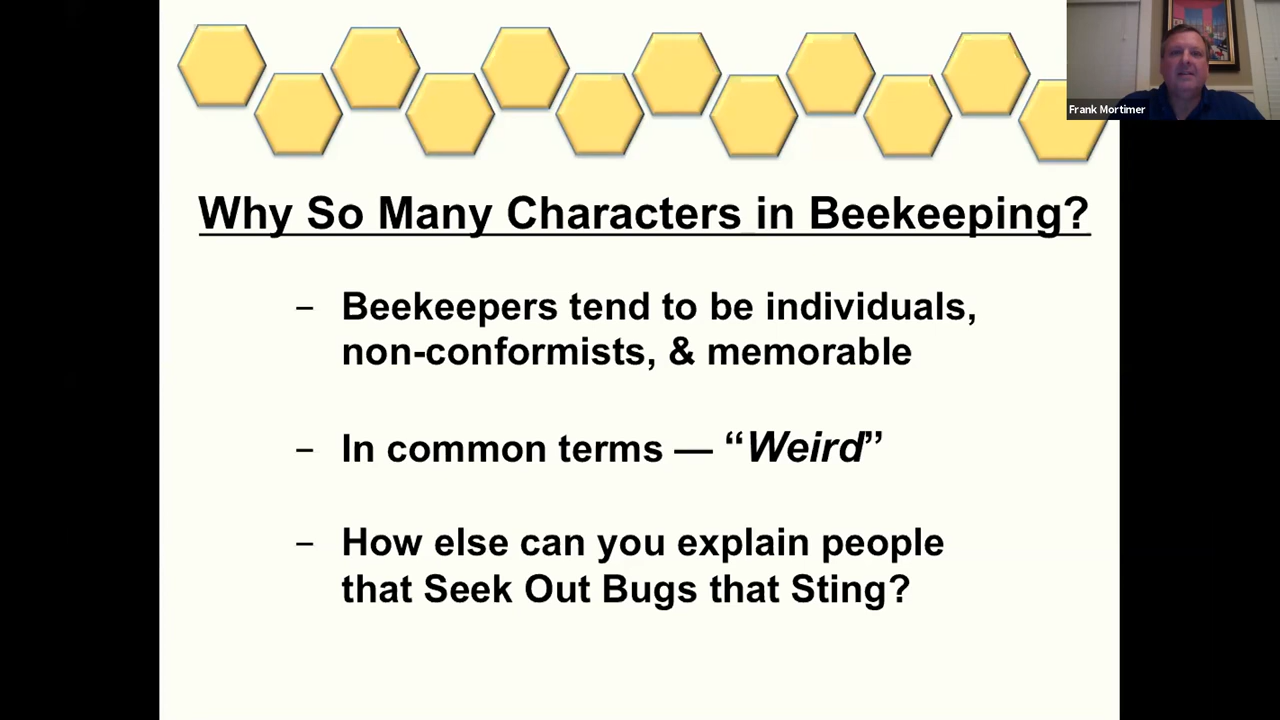 Frank Mortimer
Why So Many Characters in Beekeeping?
– Beekeepers tend to be individuals,
non-conformists, & memorable
– In common terms — “Weird”
– How else can you explain people
that Seek Out Bugs that Sting?